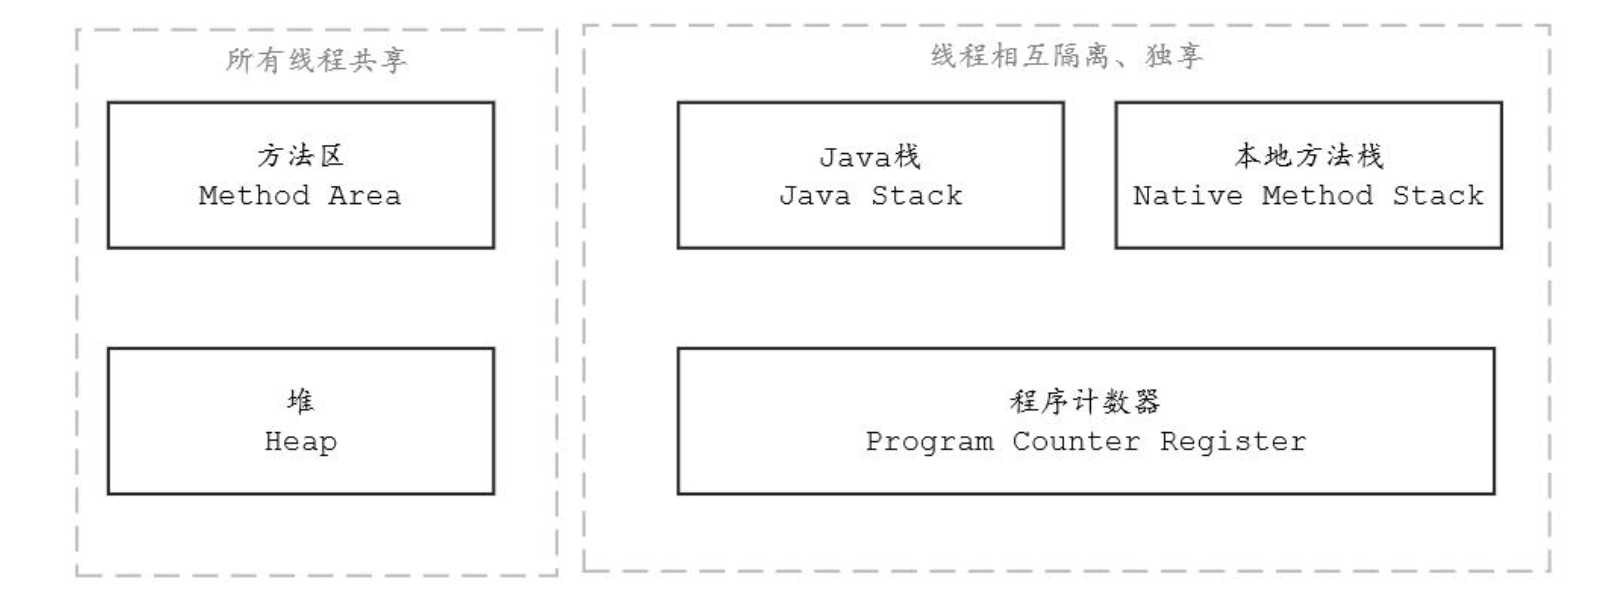 所有线程共享
方法区
Method Area
堆
Heap
线程相互隔离、独享
Java栈
Java Stack
本地方法栈
Native Method Stack
程序计数器
Program Counter Register